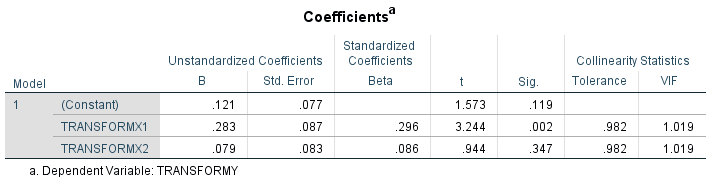 Coefficientsa
Unstandardized Coefficients Standardized Coefficients Collinearity Statistics
Model B Std. Error Beta t Sig. Tolerance VIF
1 (Constant) .121 .077 1.573 .119
TRANSFORMX1 .283 .087 .296 3.244 .002 .982 1.019
TRANSFORMX2 .079 .083 .086 .944 .347 .982 1.019
a. Dependent Variable: TRANSFORMY